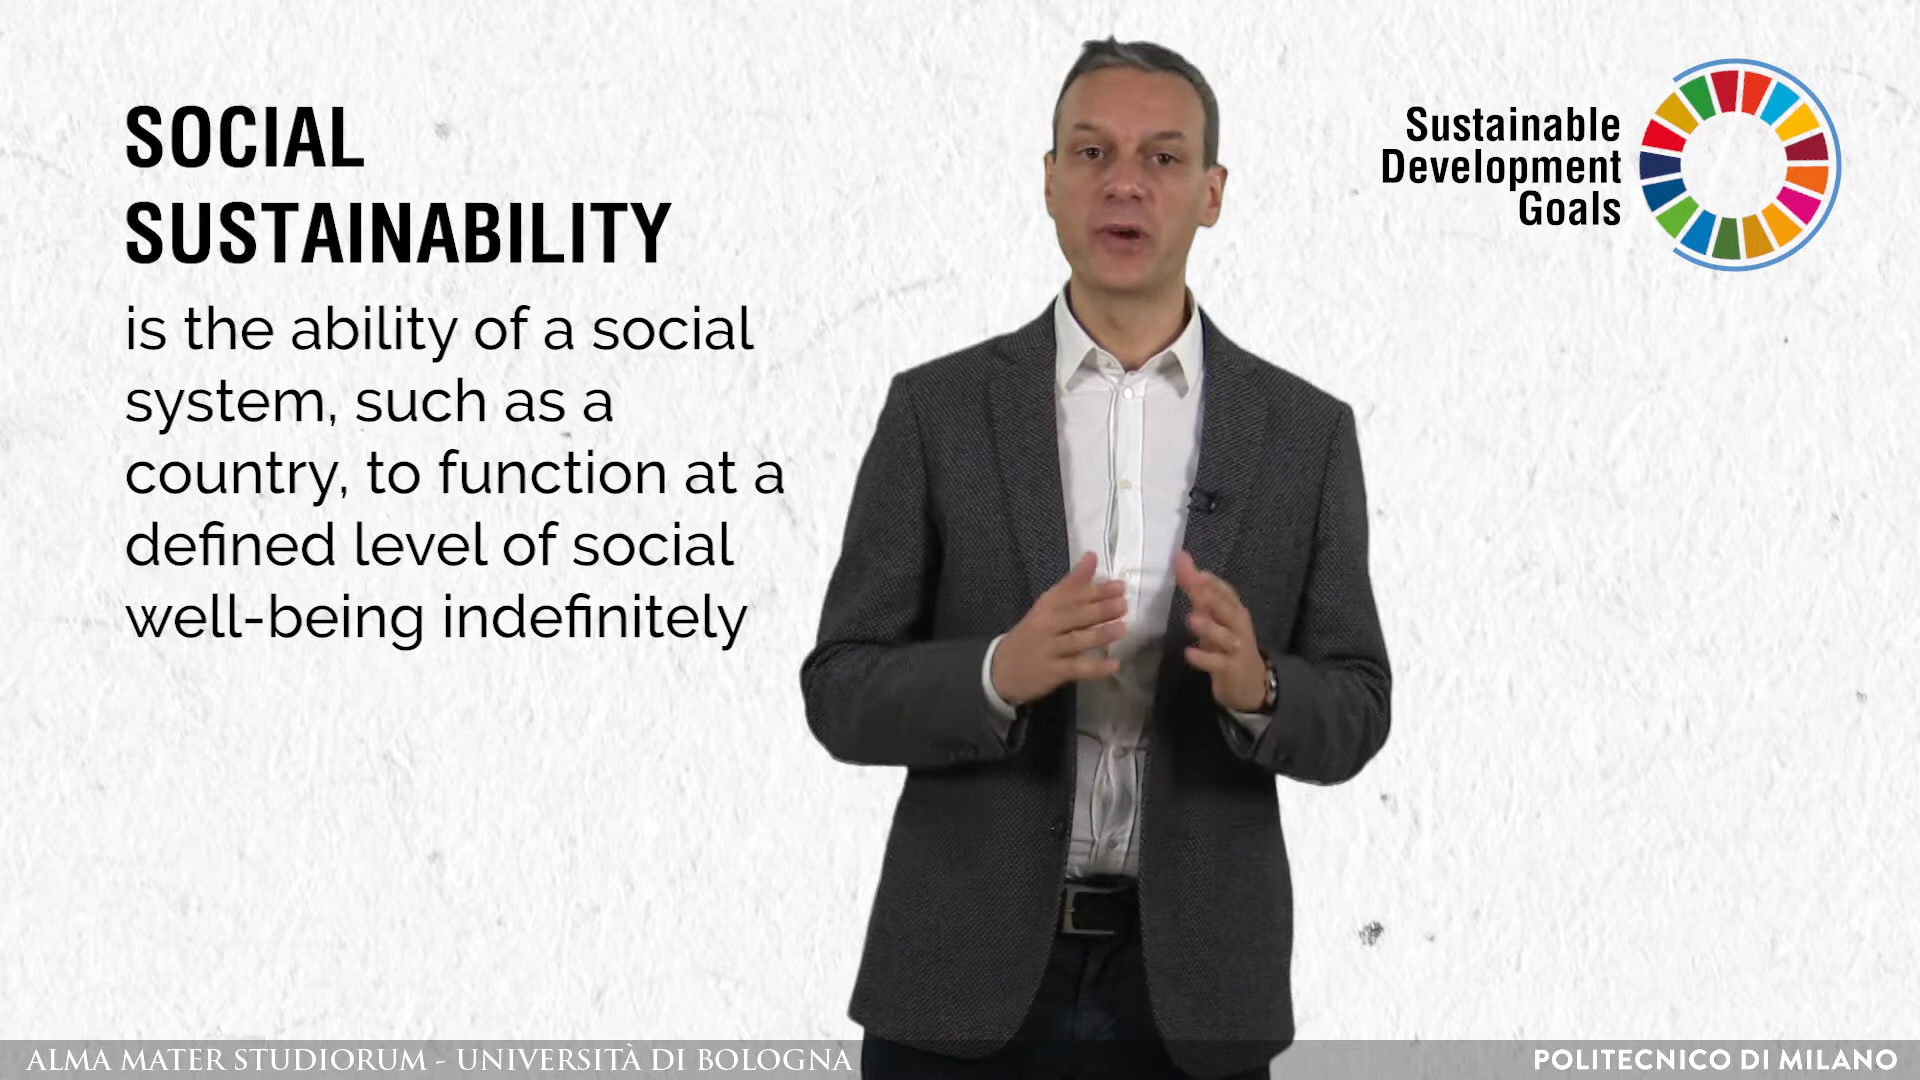 SOCIAL
SUSTAINABILITY
is the ability of a social
system, such as a
country, to function at a
defined level of social
well-being indefinitely
Sustainable
Development
Goals
ALMA MATER STUDIORUM - UNIVERSITÀ DI BOLOGNA
POLITECNICO DI MILANO